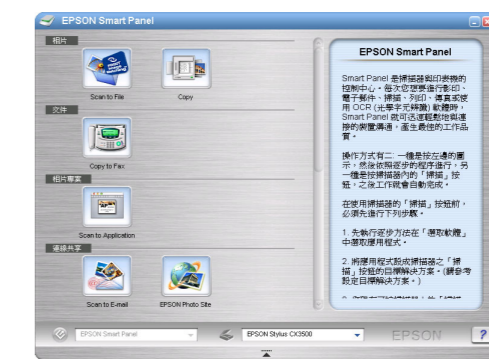 EPSON Smart Panel
相片
Scan to File
Copy
文件
Copy to Fax
相片專案
Scan to Application
連線共享
Scan to E-mail
EPSON Photo Site
EPSON Smart Panel
Smart Panel 是掃描器與印表機的
控制中心。每次您想要進行影印、
電子郵件、掃描、列印、傳真或使
用 OCR (光學字元辨識) 軟體時，
Smart Panel 就可迅速輕鬆地與連
接的裝置溝通，產生最佳的工作品
質。
操作方式有二: 一種是按左邊的圖
示，然後依照逐步的程序進行，另
一種是按掃描器內的「掃描」按
鈕，之後工作就會自動完成。
在使用掃描器的「掃描」按鈕前，
必須先進行下列步驟。
1. 先執行逐步方法在「選取軟體」
中選取應用程式。
2. 將應用程式設成掃描器之「掃
描」按鈕的目標解決方案。(請參考
設定目標解決方案。)
EPSON Smart Panel
EPSON Stylus CX3500
EPSON
?